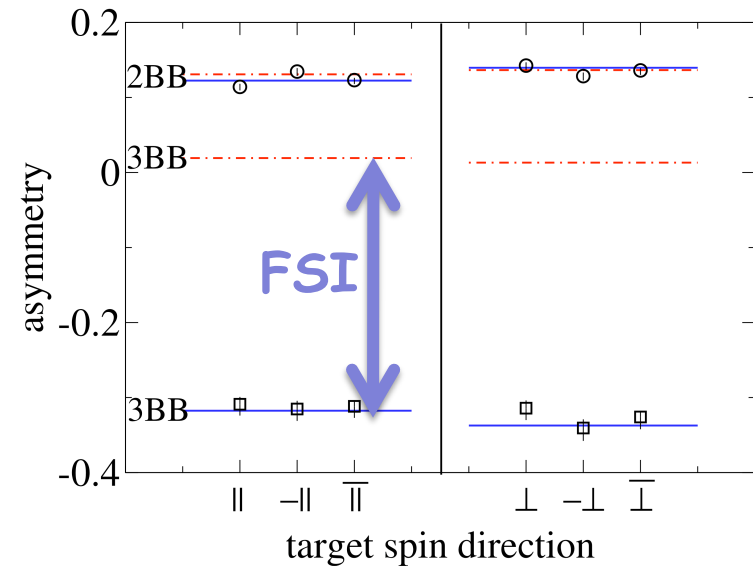 0.2
2BB
3BB
0
FSI
asymmetry
-0.2
3BB
-0.4
|| –|| ||̅ ⊥ –⊥ ⊥̅
target spin direction